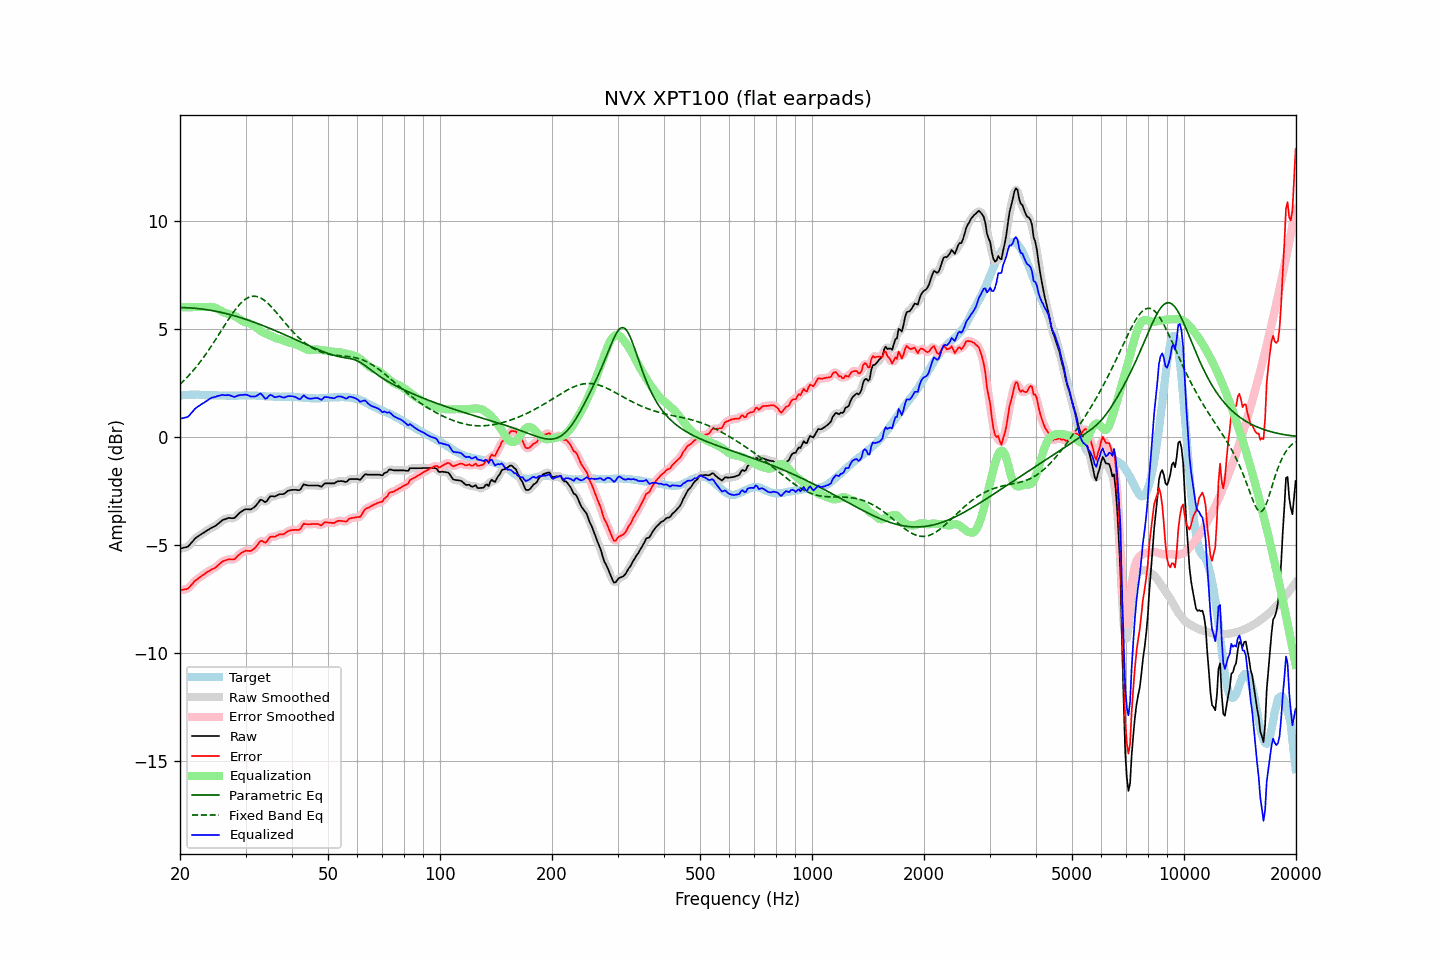 NVX XPT100 (flat earpads)
Amplitude (dBr)
10
5
0
−5
−10
−15
Target
Raw Smoothed
Error Smoothed
Raw
Error
Equalization
Parametric Eq
Fixed Band Eq
Equalized
20 50 100 200 500 1000 2000 5000 10000 20000
Frequency (Hz)